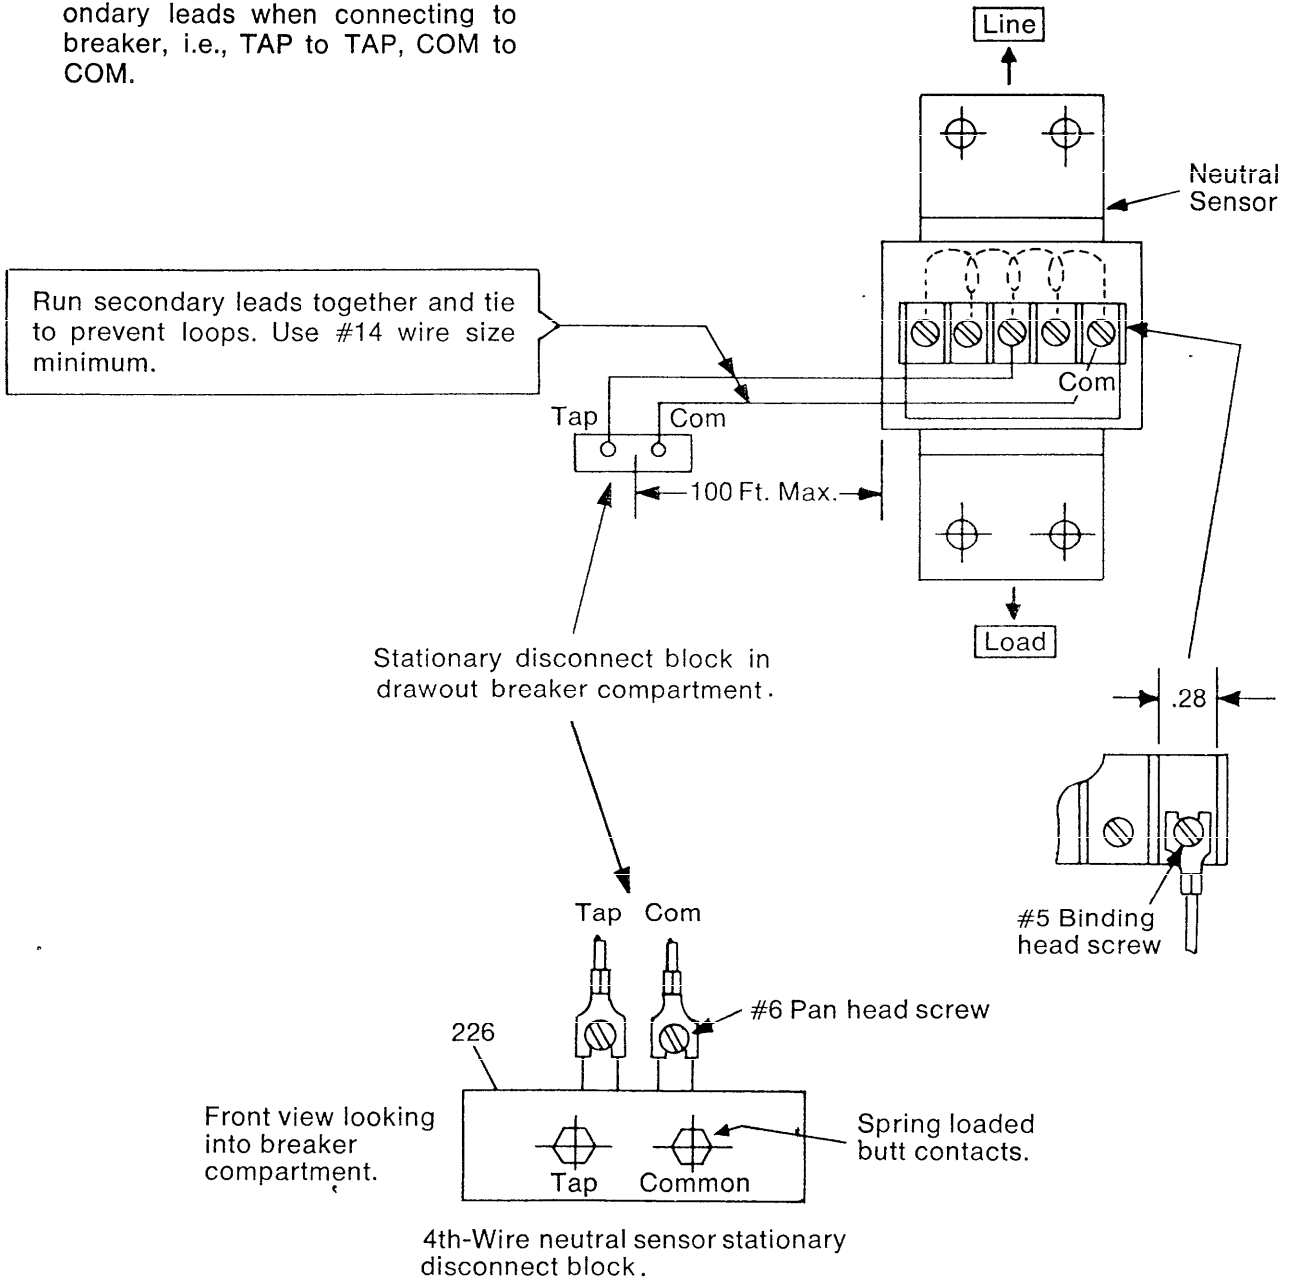 ondary leads when connecting to
breaker, i.e., TAP to TAP, COM to
COM.
Line
Neutral
Sensor
Run secondary leads together and tie
to prevent loops. Use #14 wire size
minimum.
Com
Tap
Com
100 Ft. Max.
Load
Stationary disconnect block in
drawout breaker compartment.
.28
#5 Binding
head screw
Tap Com
#6 Pan head screw
226
Front view looking
into breaker
compartment.
Spring loaded
butt contacts.
Tap
Common
4th-Wire neutral sensor stationary
disconnect block.